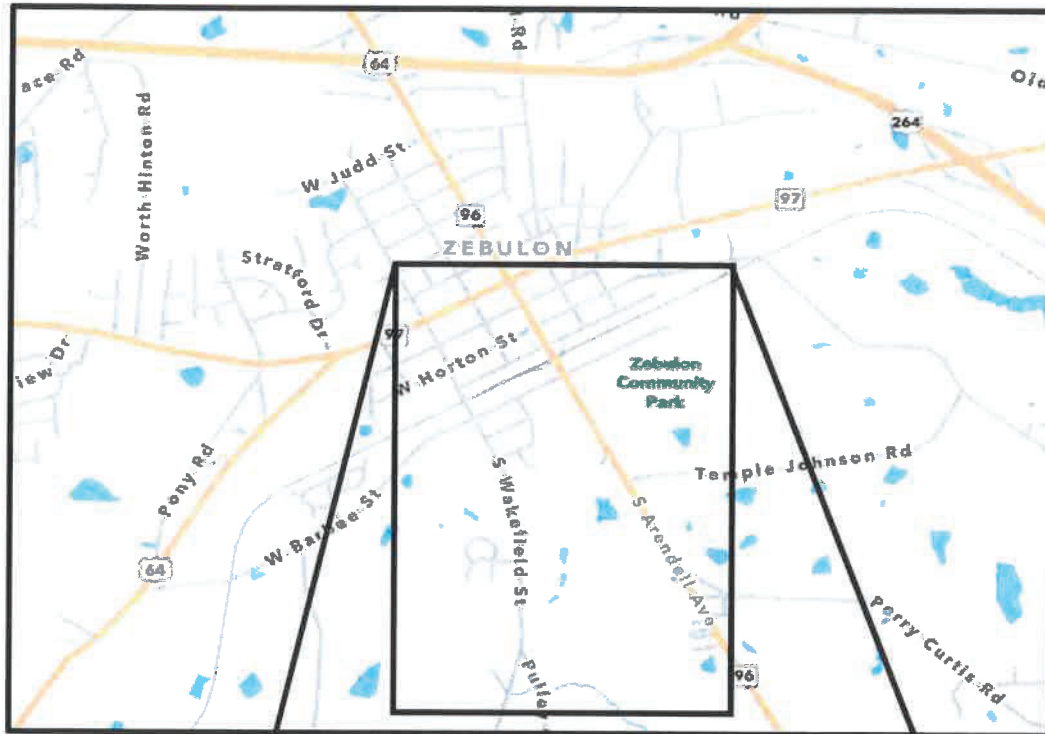 Rd
64
ace Rd
Old
Worth Hinton Rd
264
W Judd St
97
96
ZEBULON
Stratford Dr
97
iew Dr
W Horton St
Zebulon
Community
Park
Temple Johnson Rd
Pony Rd
S Wakefield St
W Barbee St
S Arendell Ave
64
Perry Curtis Rd
Pulley
96